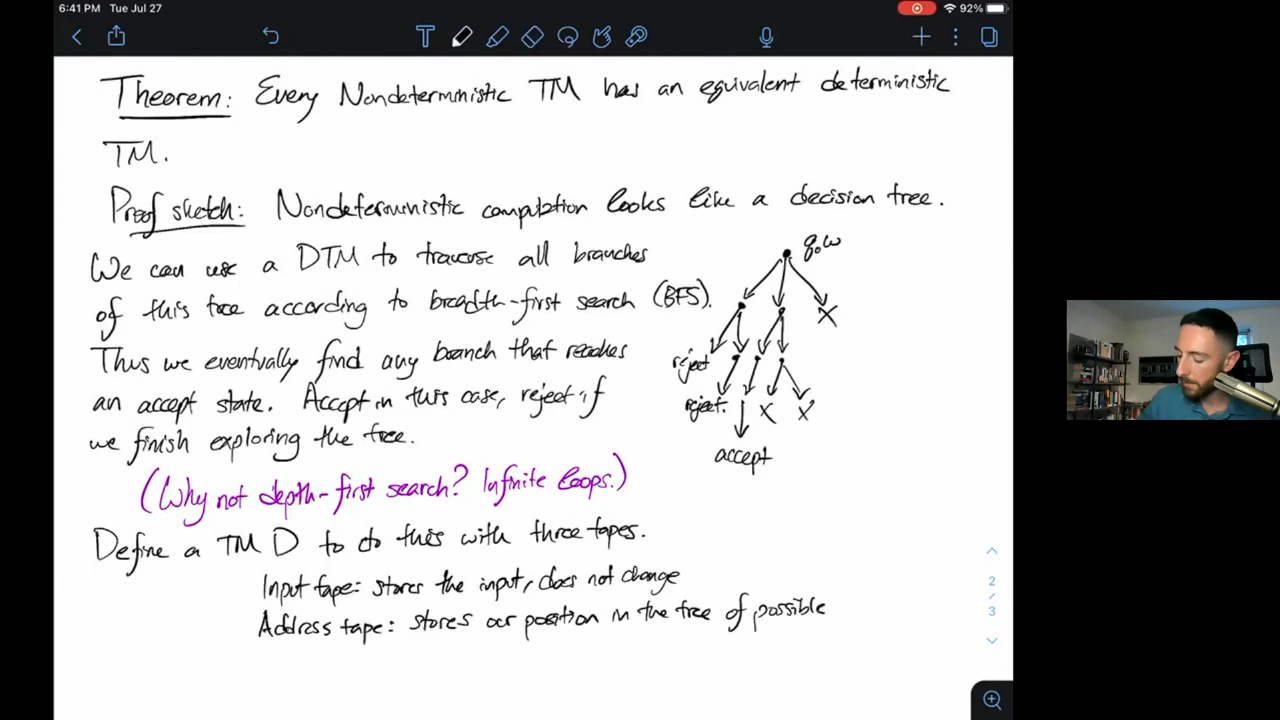 6:41 PM Tue Jul 27
92%
Theorem: Every Nondeterministic TM has an equivalent deterministic
TM.
Proof sketch: Nondeterministic computation looks like a decision tree.
We can use a DTM to traverse all branches
of this tree according to breadth-first search (BFS).
Thus we eventually find any branch that reaches
an accept state. Accept in this case, reject if
we finish exploring the tree.
(Why not depth-first search? Infinite loops.)
Define a TM D to do this with three tapes.
Input tape: stores the input, does not change
Address tape: stores our position in the tree of possible
q₀w
X
reject
reject
X X
accept
2
/
3